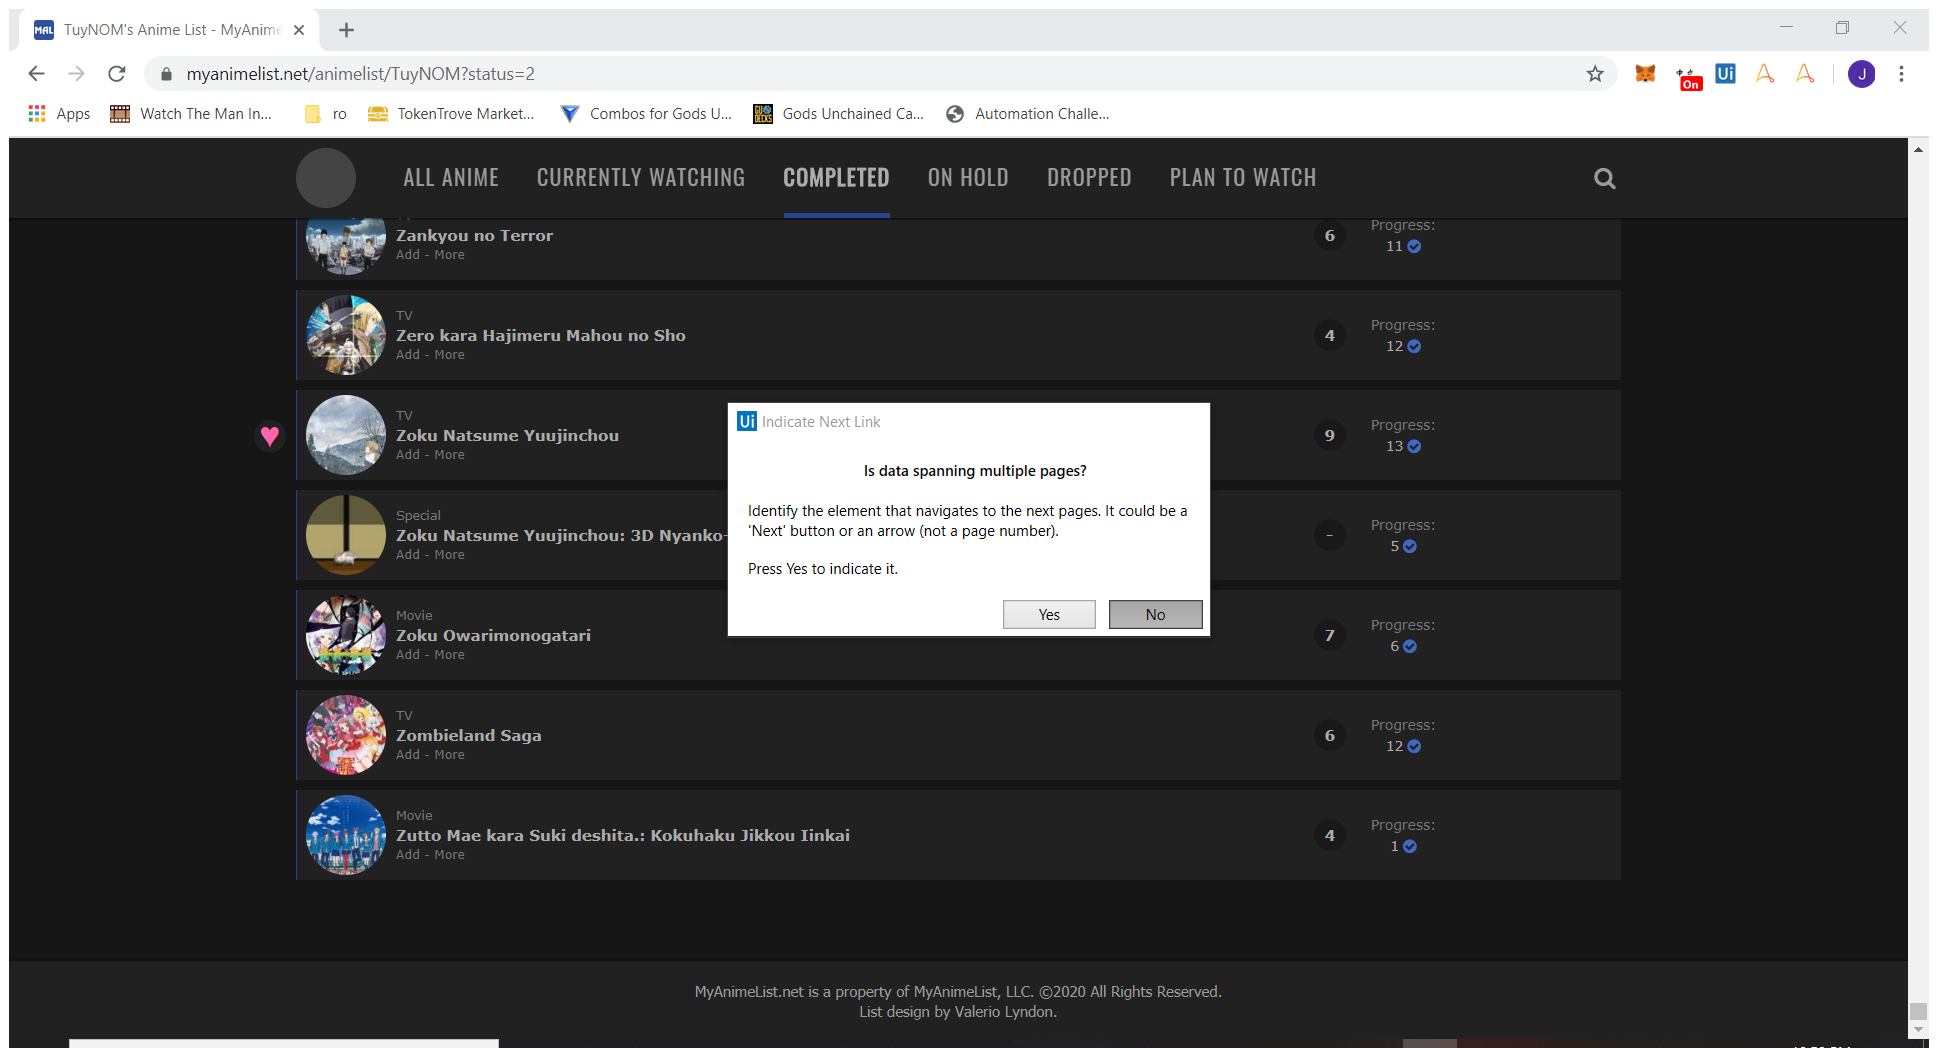 MAL TuyNOM's Anime List - MyAnime
myanimelist.net/animelist/TuyNOM?status=2
On
Ui
J
Apps
Watch The Man In...
ro
TokenTrove Market...
Combos for Gods U...
GU DECKS
Gods Unchained Ca...
Automation Challe...
ALL ANIME CURRENTLY WATCHING COMPLETED ON HOLD DROPPED PLAN TO WATCH
Progress:
Zankyou no Terror 6 11
Add - More
TV Progress:
Zero kara Hajimeru Mahou no Sho 4 12
Add - More
TV Progress:
Zoku Natsume Yuujinchou 9 13
Add - More
Special Progress:
Zoku Natsume Yuujinchou: 3D Nyanko- - 5
Add - More
Movie Progress:
Zoku Owarimonogatari 7 6
Add - More
TV Progress:
Zombieland Saga 6 12
Add - More
Movie Progress:
Zutto Mae kara Suki deshita.: Kokuhaku Jikkou Iinkai 4 1
Add - More
Ui Indicate Next Link
Is data spanning multiple pages?
Identify the element that navigates to the next pages. It could be a
'Next' button or an arrow (not a page number).
Press Yes to indicate it.
Yes No
MyAnimeList.net is a property of MyAnimeList, LLC. ©2020 All Rights Reserved.
List design by Valerio Lyndon.